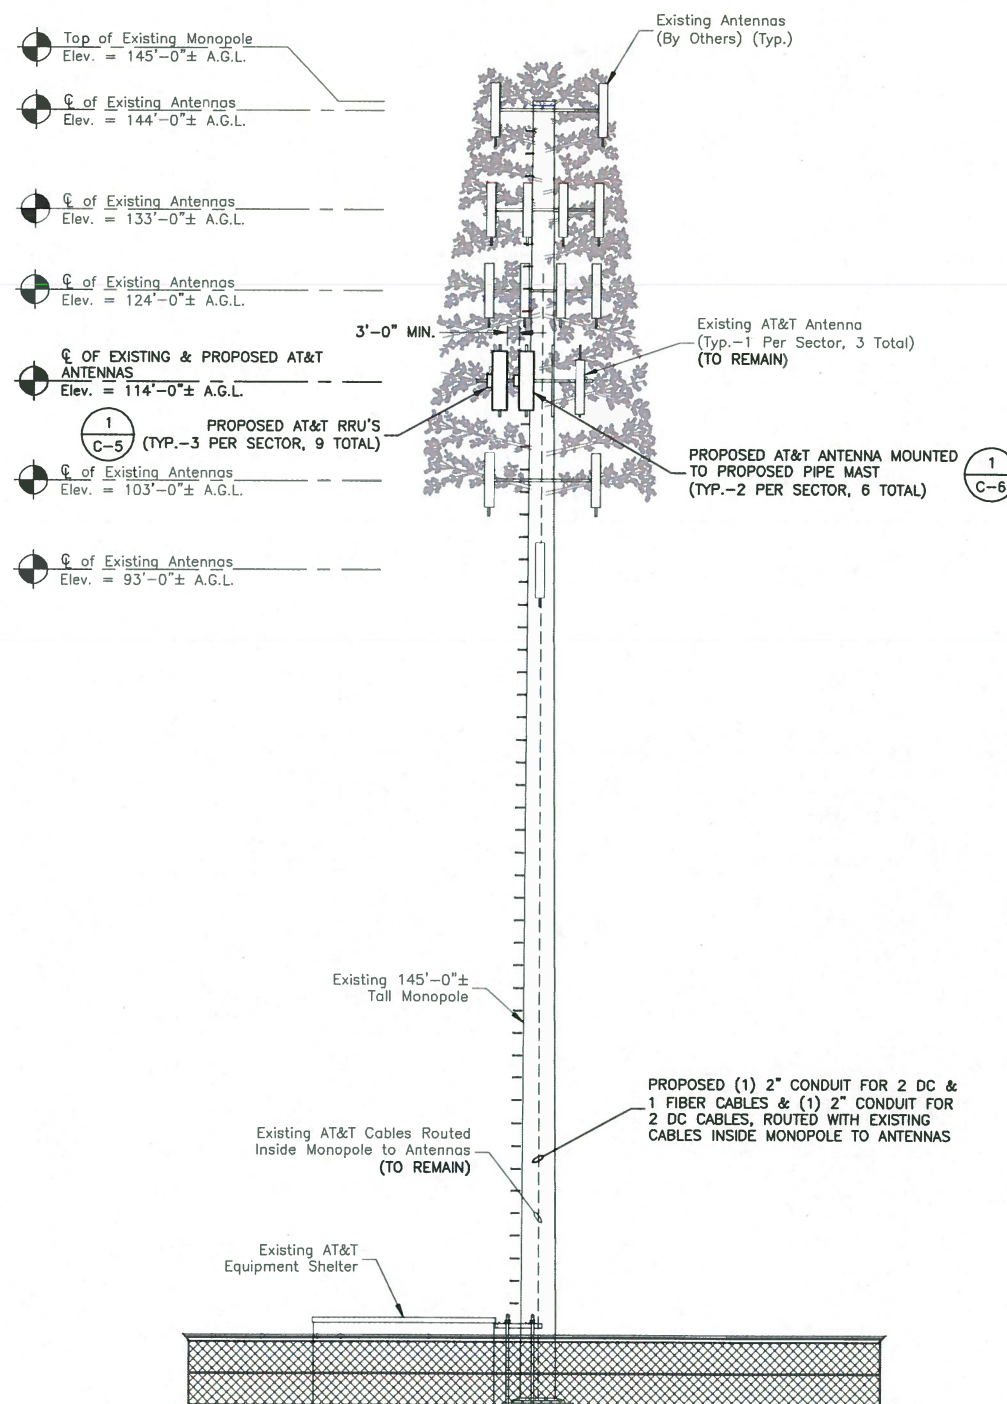 Existing Antennas
(By Others) (Typ.)
Top of Existing Monopole
Elev. = 145'-0"± A.G.L.
℄ of Existing Antennas
Elev. = 144'-0"± A.G.L.
℄ of Existing Antennas
Elev. = 133'-0"± A.G.L.
℄ of Existing Antennas
Elev. = 124'-0"± A.G.L.
3'-0" MIN.
Existing AT&T Antenna
(Typ.-1 Per Sector, 3 Total)
(TO REMAIN)
℄ OF EXISTING & PROPOSED AT&T
ANTENNAS
Elev. = 114'-0"± A.G.L.
1
C-5
PROPOSED AT&T RRU'S
(TYP.-3 PER SECTOR, 9 TOTAL)
PROPOSED AT&T ANTENNA MOUNTED
TO PROPOSED PIPE MAST
(TYP.-2 PER SECTOR, 6 TOTAL)
1
C-6
℄ of Existing Antennas
Elev. = 103'-0"± A.G.L.
℄ of Existing Antennas
Elev. = 93'-0"± A.G.L.
Existing 145'-0"±
Tall Monopole
PROPOSED (1) 2" CONDUIT FOR 2 DC &
1 FIBER CABLES & (1) 2" CONDUIT FOR
2 DC CABLES, ROUTED WITH EXISTING
CABLES INSIDE MONOPOLE TO ANTENNAS
Existing AT&T Cables Routed
Inside Monopole to Antennas
(TO REMAIN)
Existing AT&T
Equipment Shelter